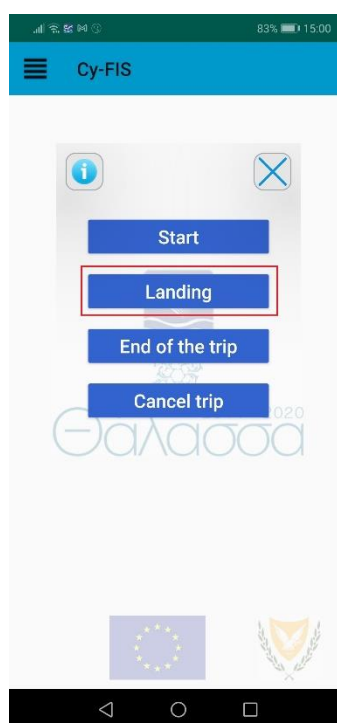 83% 15:00
Cy-FIS
Start
Landing
End of the trip
Cancel trip
2020
Θαλασσα